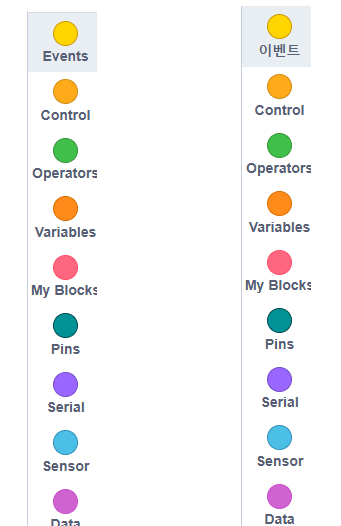 Events
Control
Operators
Variables
My Blocks
Pins
Serial
Sensor
Data
이벤트
Control
Operators
Variables
My Blocks
Pins
Serial
Sensor
Data